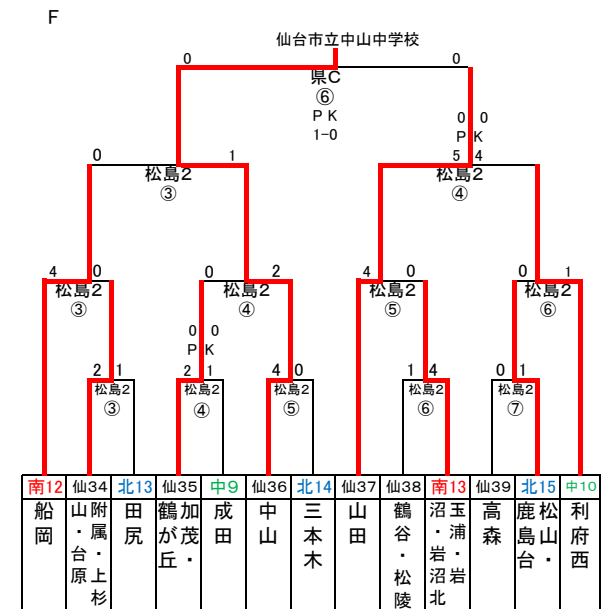 F
仙台市立中山中学校
0 0
県C
⑥
PK
1-0
0 0
PK
0 1 5 4
松島2 松島2
③ ④
4 0 0 2 4 0 0 1
松島2 松島2 松島2 松島2
③ ④ ⑤ ⑥
0 0
PK
2 1 2 1 4 0 1 4 0 1
松島2 松島2 松島2 松島2 松島2
③ ④ ⑤ ⑥ ⑦
南12 仙34 北13 仙35 中9 仙36 北14 仙37 仙38 南13 仙39 北15 中10
船岡
附属・上杉
山・台原
田尻
加茂・
鶴が丘
成田
中山
三本木
山田
鶴谷・松陵
玉浦・岩
沼・岩沼北
高森
松山・
鹿島台
利府西